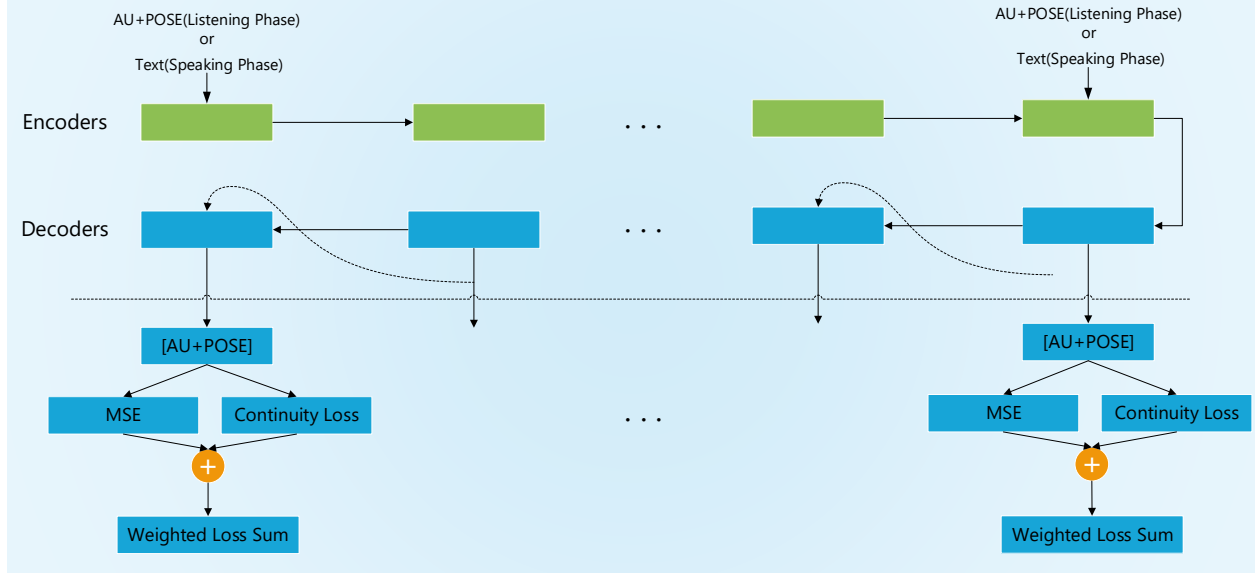 AU+POSE(Listening Phase)
or
Text(Speaking Phase)
AU+POSE(Listening Phase)
or
Text(Speaking Phase)
Encoders
. . .
Decoders
. . .
[AU+POSE]
[AU+POSE]
MSE
Continuity Loss
. . .
MSE
Continuity Loss
+
+
Weighted Loss Sum
Weighted Loss Sum